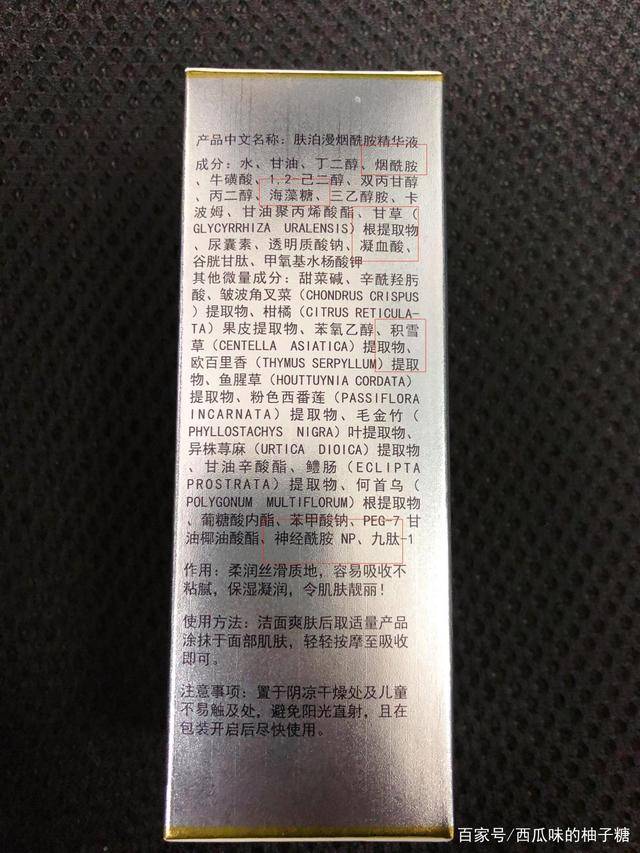 产品中文名称：肤泊漫烟酰胺精华液
成分：水、甘油、丁二醇、烟酰胺
、牛磺酸、1,2-己二醇、双丙甘醇
、丙二醇、海藻糖、三乙醇胺、卡
波姆、甘油聚丙烯酸酯、甘草（
GLYCYRRHIZA URALENSIS）根提取物
、尿囊素、透明质酸钠、凝血酸、
谷胱甘肽、甲氧基水杨酸钾
其他微量成分：甜菜碱、辛酰羟肟
酸、皱波角叉菜（CHONDRUS CRISPUS
）提取物、柑橘（CITRUS RETICULA-
TA）果皮提取物、苯氧乙醇、积雪
草（CENTELLA ASIATICA）提取物、
欧百里香（THYMUS SERPYLLUM）提取
物、鱼腥草（HOUTTUYNIA CORDATA）
提取物、粉色西番莲（PASSIFLORA
INCARNATA）提取物、毛金竹（
PHYLLOSTACHYS NIGRA）叶提取物、
异株荨麻（URTICA DIOICA）提取物
、甘油辛酸酯、鳢肠（ECLIPTA
PROSTRATA）提取物、何首乌（
POLYGONUM MULTIFLORUM）根提取物
、葡糖酸内酯、苯甲酸钠、PEG-7 甘
油椰油酸酯、神经酰胺 NP、九肽-1
作用：柔润丝滑质地，容易吸收不
粘腻，保湿凝润，令肌肤靓丽！
使用方法：洁面爽肤后取适量产品
涂抹于面部肌肤，轻轻按摩至吸收
即可。
注意事项：置于阴凉干燥处及儿童
不易触及处，避免阳光直射，且在
包装开启后尽快使用。
百家号/西瓜味的柚子糖